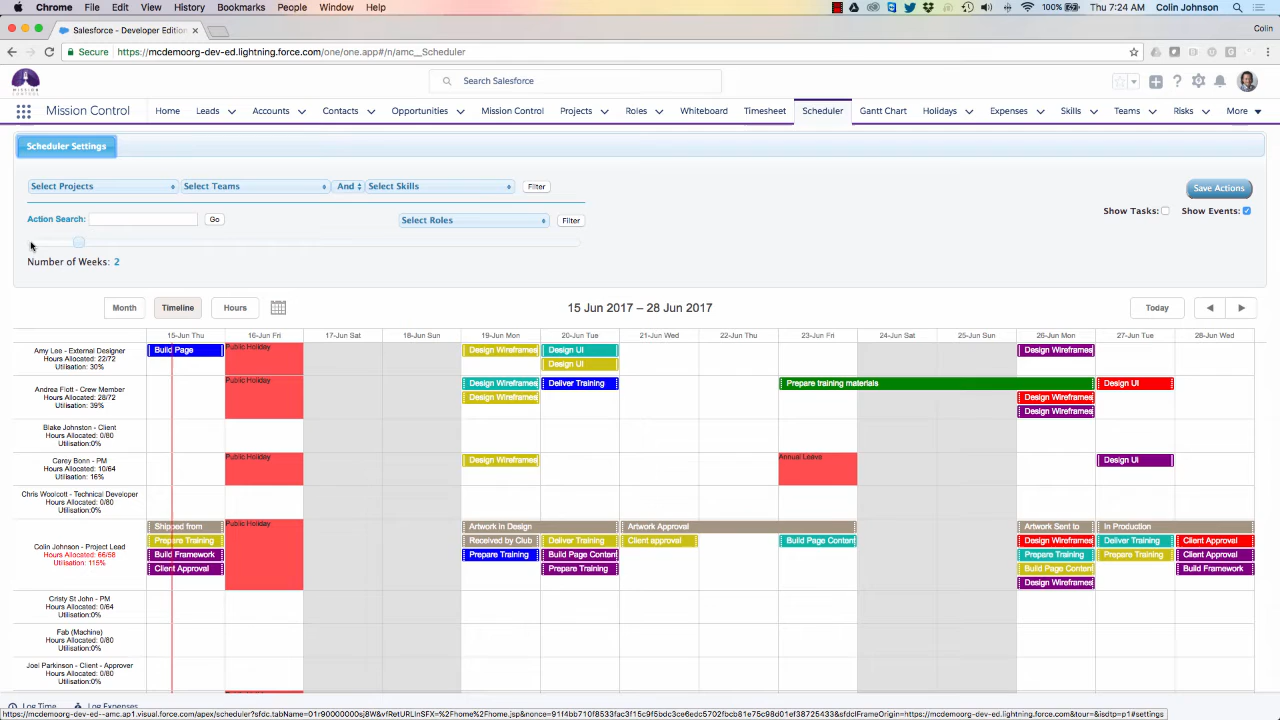 Chrome File Edit View History Bookmarks People Window Help 100% Thu 7:24 AM Colin Johnson
Salesforce - Developer Edition Colin
Secure https://mcdemoorg-dev-ed.lightning.force.com/one/one.app#/n/amc__Scheduler
MISSION CONTROL Search Salesforce
Mission Control Home Leads Accounts Contacts Opportunities Mission Control Projects Roles Whiteboard Timesheet Scheduler Gantt Chart Holidays Expenses Skills Teams Risks More
Scheduler Settings
Select Projects Select Teams And Select Skills Filter Save Actions
Action Search: Go Select Roles Filter Show Tasks: Show Events:
Number of Weeks: 2
Month Timeline Hours 15 Jun 2017 – 28 Jun 2017 Today
15-Jun Thu 16-Jun Fri 17-Jun Sat 18-Jun Sun 19-Jun Mon 20-Jun Tue 21-Jun Wed 22-Jun Thu 23-Jun Fri 24-Jun Sat 25-Jun Sun 26-Jun Mon 27-Jun Tue 28-Jun Wed
Amy Lee - External Designer Build Page Public Holiday Design Wireframes Design UI Design Wireframes
Hours Allocated: 22/72 Design UI
Utilisation: 30%
Andrea Flott - Crew Member Public Holiday Design Wireframes Deliver Training Prepare training materials Design UI
Hours Allocated: 28/72 Design Wireframes Design Wireframes
Utilisation: 39% Design Wireframes
Blake Johnston - Client
Hours Allocated: 0/80
Utilisation:0%
Carey Bonn - PM Public Holiday Design Wireframes Annual Leave Design UI
Hours Allocated: 10/64
Utilisation: 16%
Chris Woolcott - Technical Developer
Hours Allocated: 0/80
Utilisation:0%
Shipped from Public Holiday Artwork in Design Artwork Approval Artwork Sent to In Production
Prepare Training Received by Club Deliver Training Client approval Build Page Content Design Wireframes Deliver Training Client Approval
Colin Johnson - Project Lead Build Framework Prepare Training Build Page Content Prepare Training Prepare Training Client Approval
Hours Allocated: 66/58 Client Approval Prepare Training Build Page Content Build Framework
Utilisation: 115% Design Wireframes
Cristy St John - PM
Hours Allocated: 0/64
Utilisation:0%
Fab (Machine)
Hours Allocated: 0/80
Utilisation:0%
Joel Parkinson - Client - Approver
Hours Allocated: 0/80
Utilisation:0%
Log Time Log Expenses